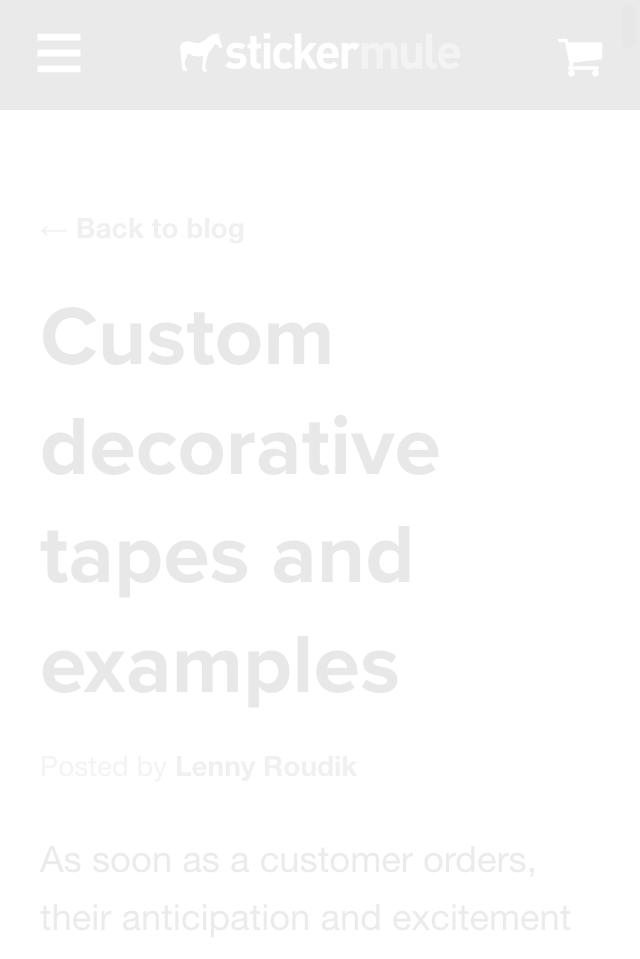 stickermule
← Back to blog
Custom
decorative
tapes and
examples
Posted by Lenny Roudik
As soon as a customer orders,
their anticipation and excitement